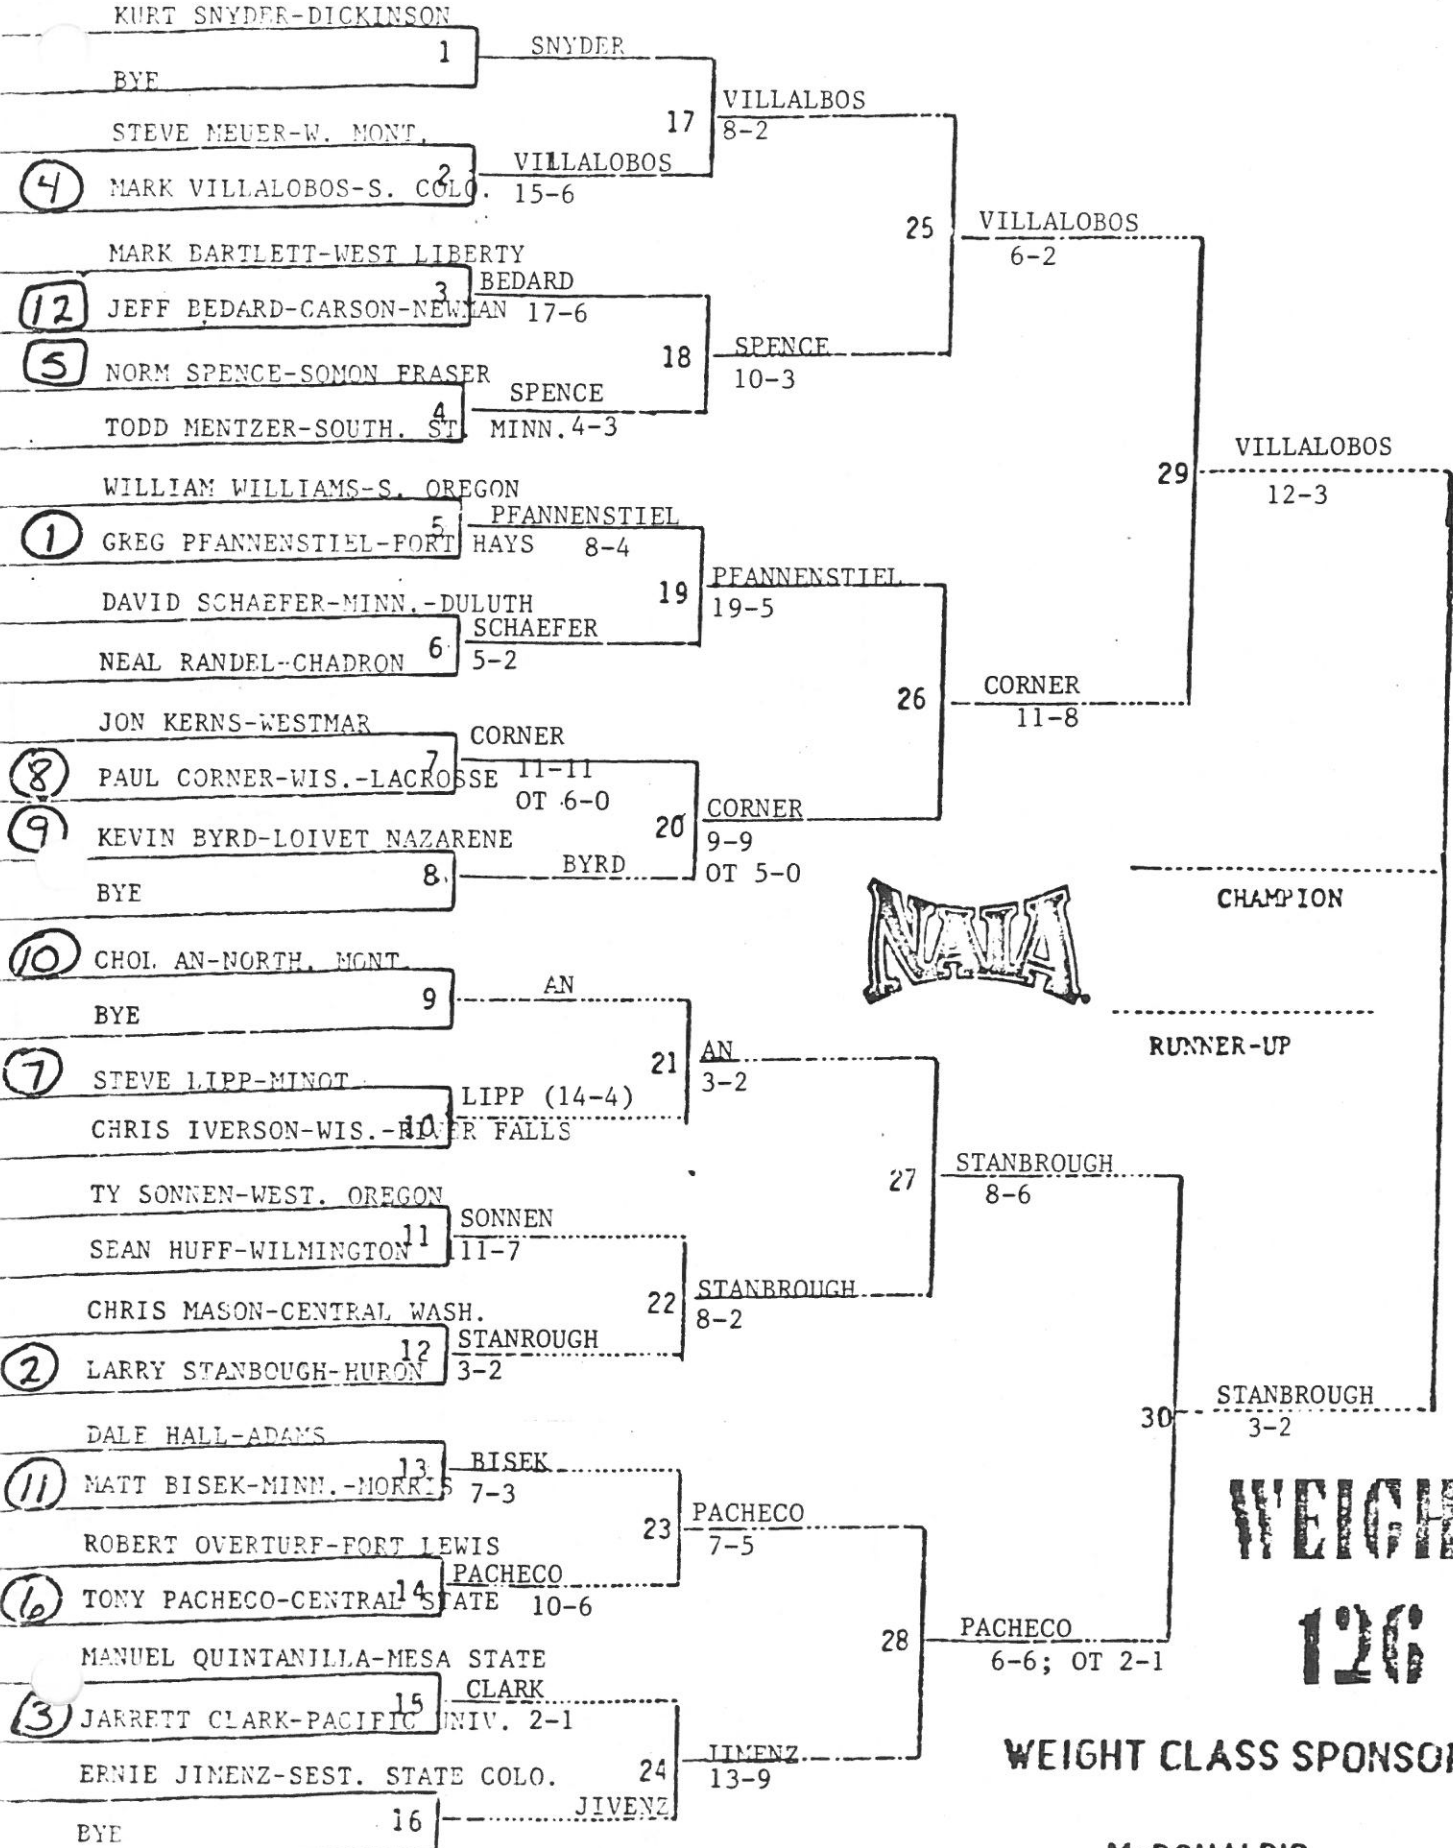 KURT SNYDER-DICKINSON
1 SNYDER
BYE
17 VILLALBOS
8-2
STEVE MEUER-W. MONT.
2 VILLALOBOS
4 MARK VILLALOBOS-S. COLO. 15-6
25 VILLALOBOS
6-2
MARK BARTLETT-WEST LIBERTY
3 BEDARD
12 JEFF BEDARD-CARSON-NEWMAN 17-6
18 SPENCE
10-3
5 NORM SPENCE-SOMON FRASER
4 SPENCE
TODD MENTZER-SOUTH. ST. MINN. 4-3
29 VILLALOBOS
12-3
WILLIAM WILLIAMS-S. OREGON
5 PFANNENSTIEL
1 GREG PFANNENSTIEL-FORT HAYS 8-4
19 PFANNENSTIEL
19-5
DAVID SCHAEFER-MINN.-DULUTH
6 SCHAEFER
NEAL RANDEL-CHADRON 5-2
26 CORNER
11-8
JON KERNS-WESTMAR
7 CORNER
8 PAUL CORNER-WIS.-LACROSSE 11-11
OT 6-0
20 CORNER
9-9
OT 5-0
9 KEVIN BYRD-LOIVET NAZARENE
8 BYRD
BYE
NAIA
CHAMPION
RUNNER-UP
10 CHOL AN-NORTH. MONT.
9 AN
BYE
21 AN
3-2
7 STEVE LIPP-MINOT
10 LIPP (14-4)
CHRIS IVERSON-WIS.-RIVER FALLS
27 STANBROUGH
8-6
TY SONNEN-WEST. OREGON
11 SONNEN
SEAN HUFF-WILMINGTON 111-7
22 STANBROUGH
8-2
CHRIS MASON-CENTRAL WASH.
12 STANROUGH
2 LARRY STANBOUGH-HURON 3-2
30 STANBROUGH
3-2
DALE HALL-ADAMS
13 BISEK
11 MATT BISEK-MINN.-MORRIS 7-3
23 PACHECO
7-5
ROBERT OVERTURF-FORT LEWIS
14 PACHECO
6 TONY PACHECO-CENTRAL STATE 10-6
28 PACHECO
6-6; OT 2-1
MANUEL QUINTANILLA-MESA STATE
15 CLARK
3 JARRETT CLARK-PACIFIC UNIV. 2-1
24 JIMENZ
13-9
ERNIE JIMENZ-SEST. STATE COLO.
16 JIVENZ
BYE
WEIGH
126
WEIGHT CLASS SPONSOR